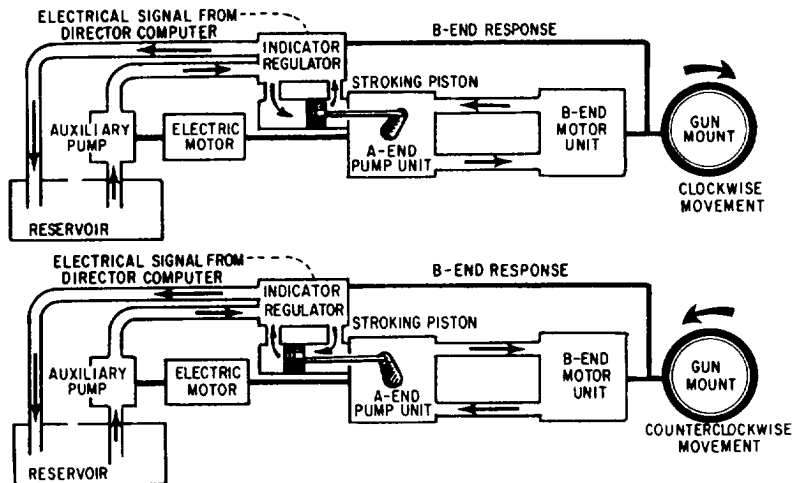 ELECTRICAL SIGNAL FROM
DIRECTOR COMPUTER
B-END RESPONSE
INDICATOR
REGULATOR
STROKING PISTON
AUXILIARY
PUMP
ELECTRIC
MOTOR
A-END
PUMP UNIT
B-END
MOTOR
UNIT
GUN
MOUNT
CLOCKWISE
MOVEMENT
RESERVOIR
ELECTRICAL SIGNAL FROM
DIRECTOR COMPUTER
B-END RESPONSE
INDICATOR
REGULATOR
STROKING PISTON
AUXILIARY
PUMP
ELECTRIC
MOTOR
A-END
PUMP UNIT
B-END
MOTOR
UNIT
GUN
MOUNT
COUNTERCLOCKWISE
MOVEMENT
RESERVOIR